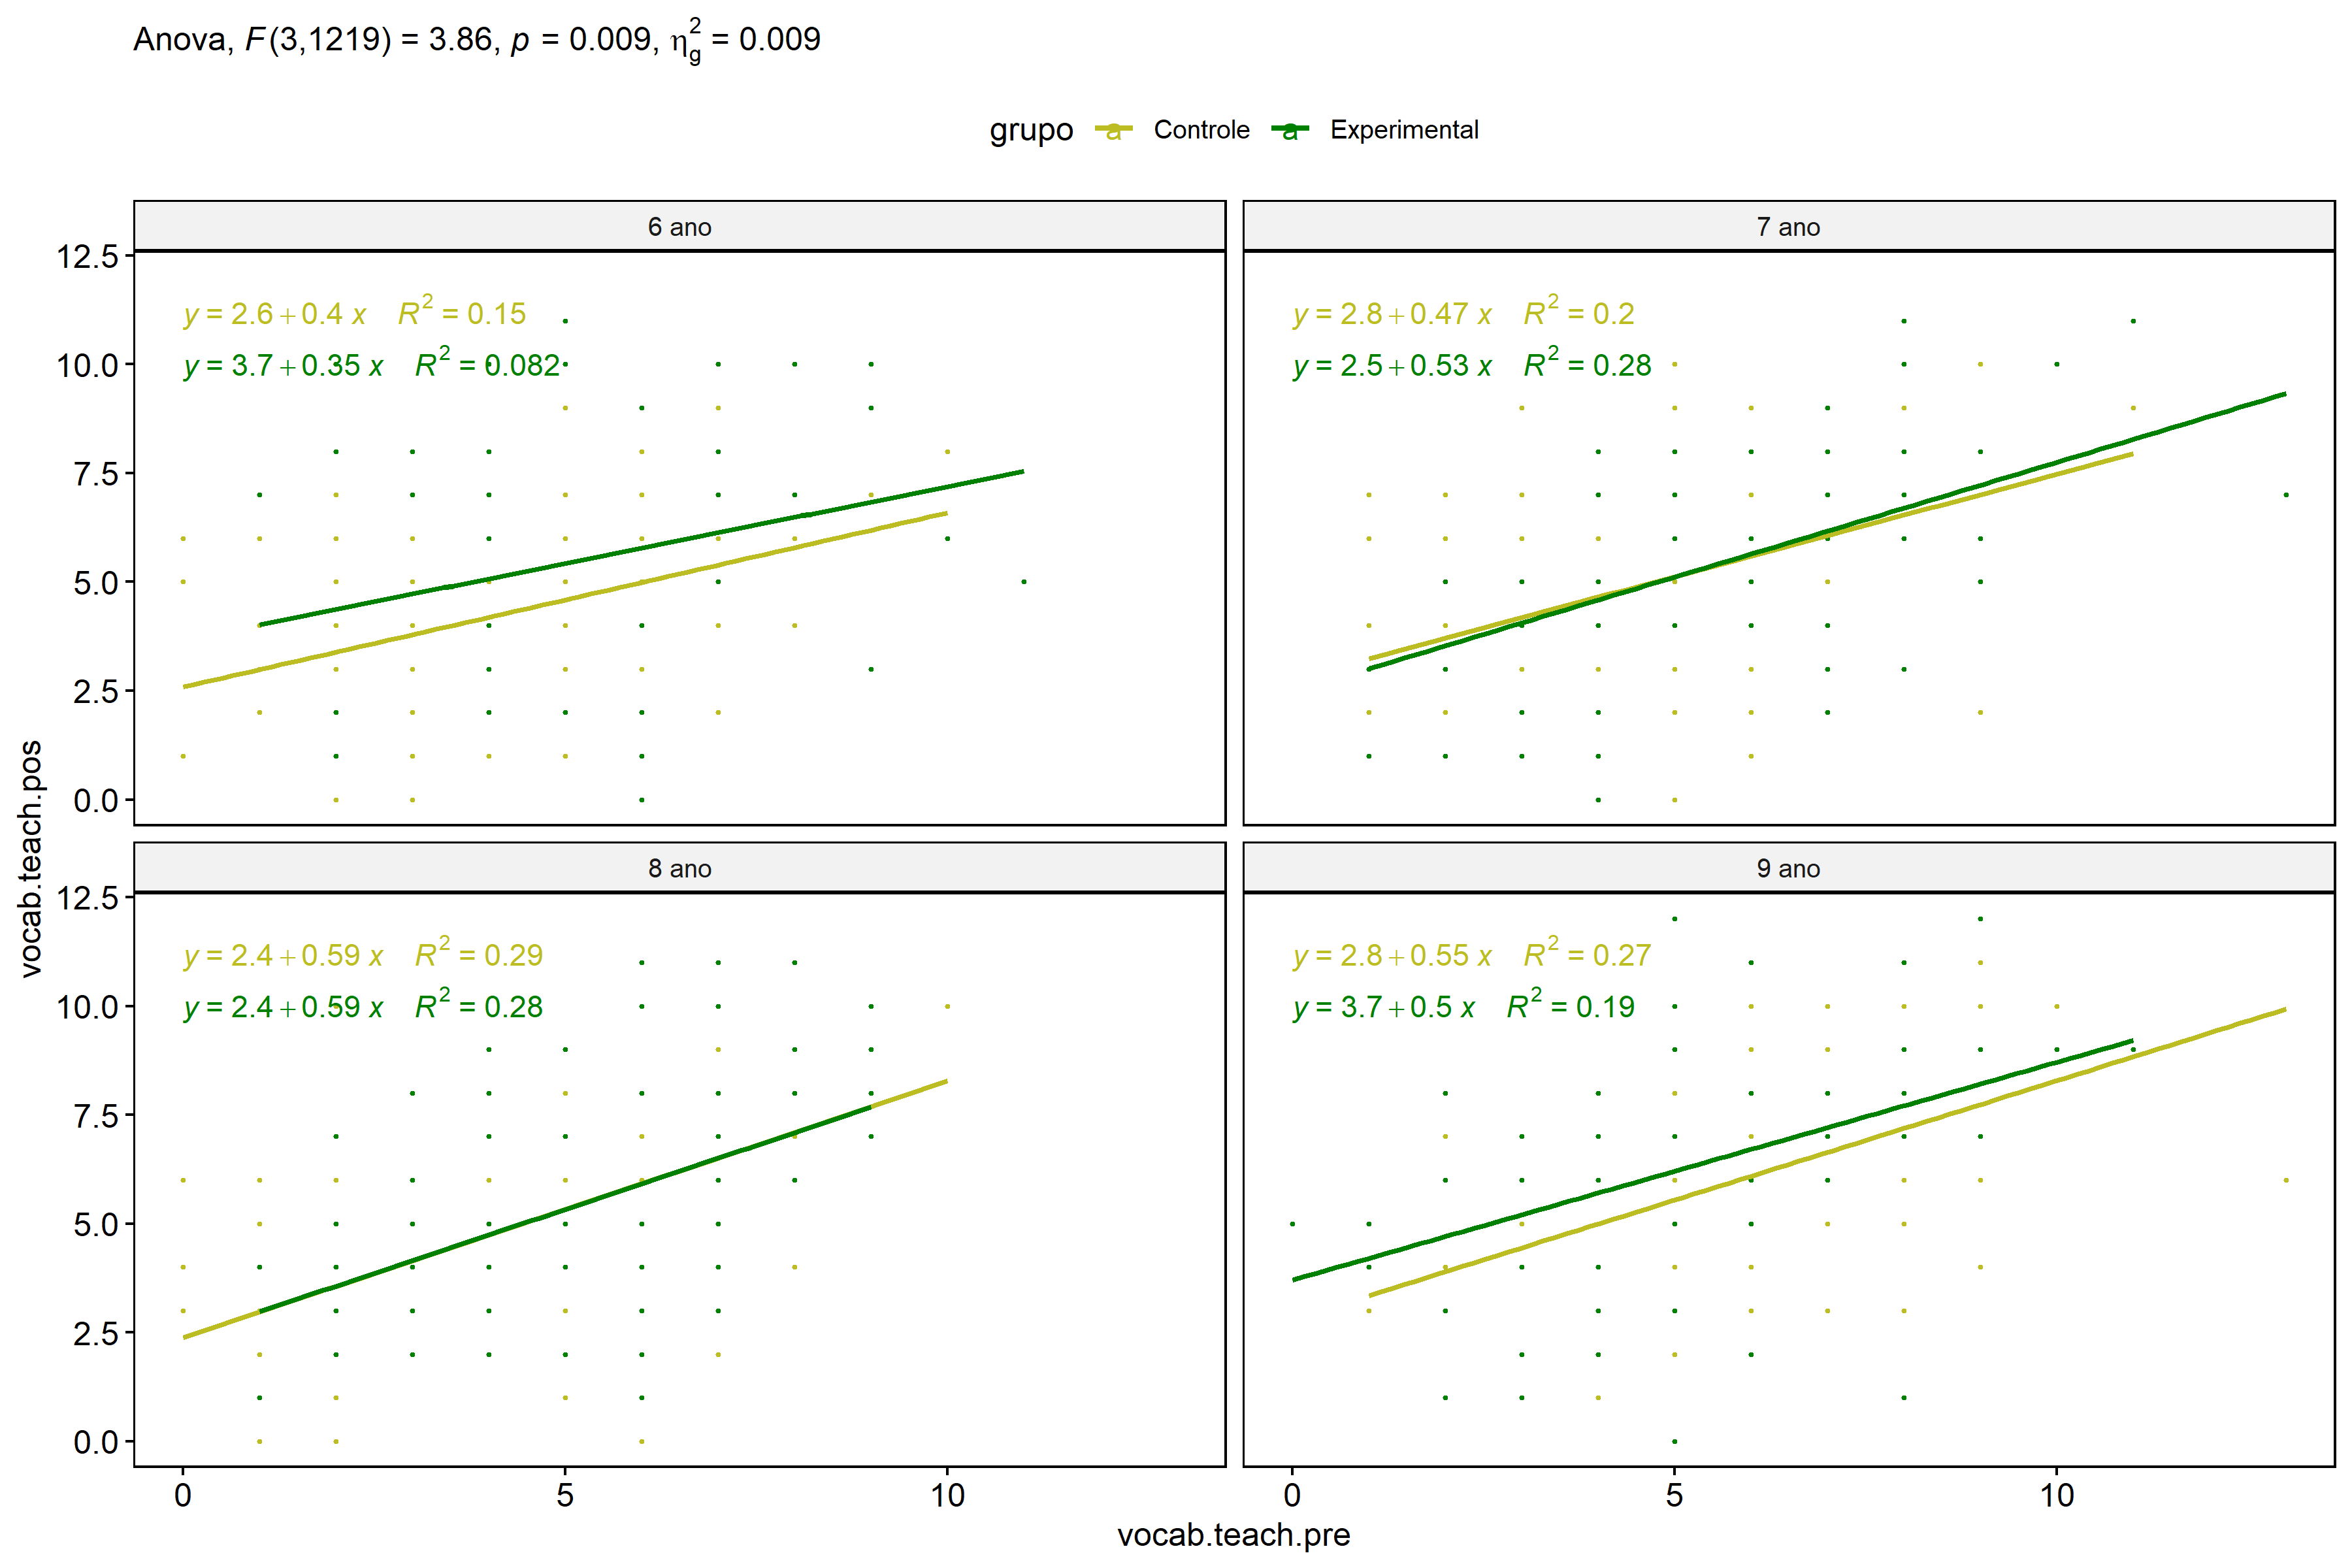 Anova, F(3,1219) = 3.86, p = 0.009, η²g = 0.009
grupo a Controle a Experimental
6 ano
7 ano
12.5
10.0
7.5
5.0
2.5
0.0
y = 2.6 + 0.4 x R² = 0.15
y = 3.7 + 0.35 x R² = 0.082
y = 2.8 + 0.47 x R² = 0.2
y = 2.5 + 0.53 x R² = 0.28
vocab.teach.pos
8 ano
9 ano
12.5
10.0
7.5
5.0
2.5
0.0
y = 2.4 + 0.59 x R² = 0.29
y = 2.4 + 0.59 x R² = 0.28
y = 2.8 + 0.55 x R² = 0.27
y = 3.7 + 0.5 x R² = 0.19
0 5 10
0 5 10
vocab.teach.pre